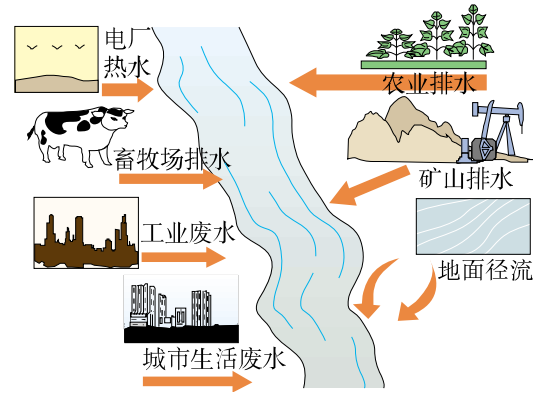 电厂
热水
农业排水
畜牧场排水
矿山排水
工业废水
地面径流
城市生活废水